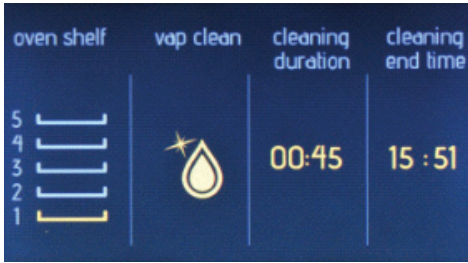 oven shelf
vap clean
cleaning
duration
cleaning
end time
5
4
3
2
1
00:45
15:51